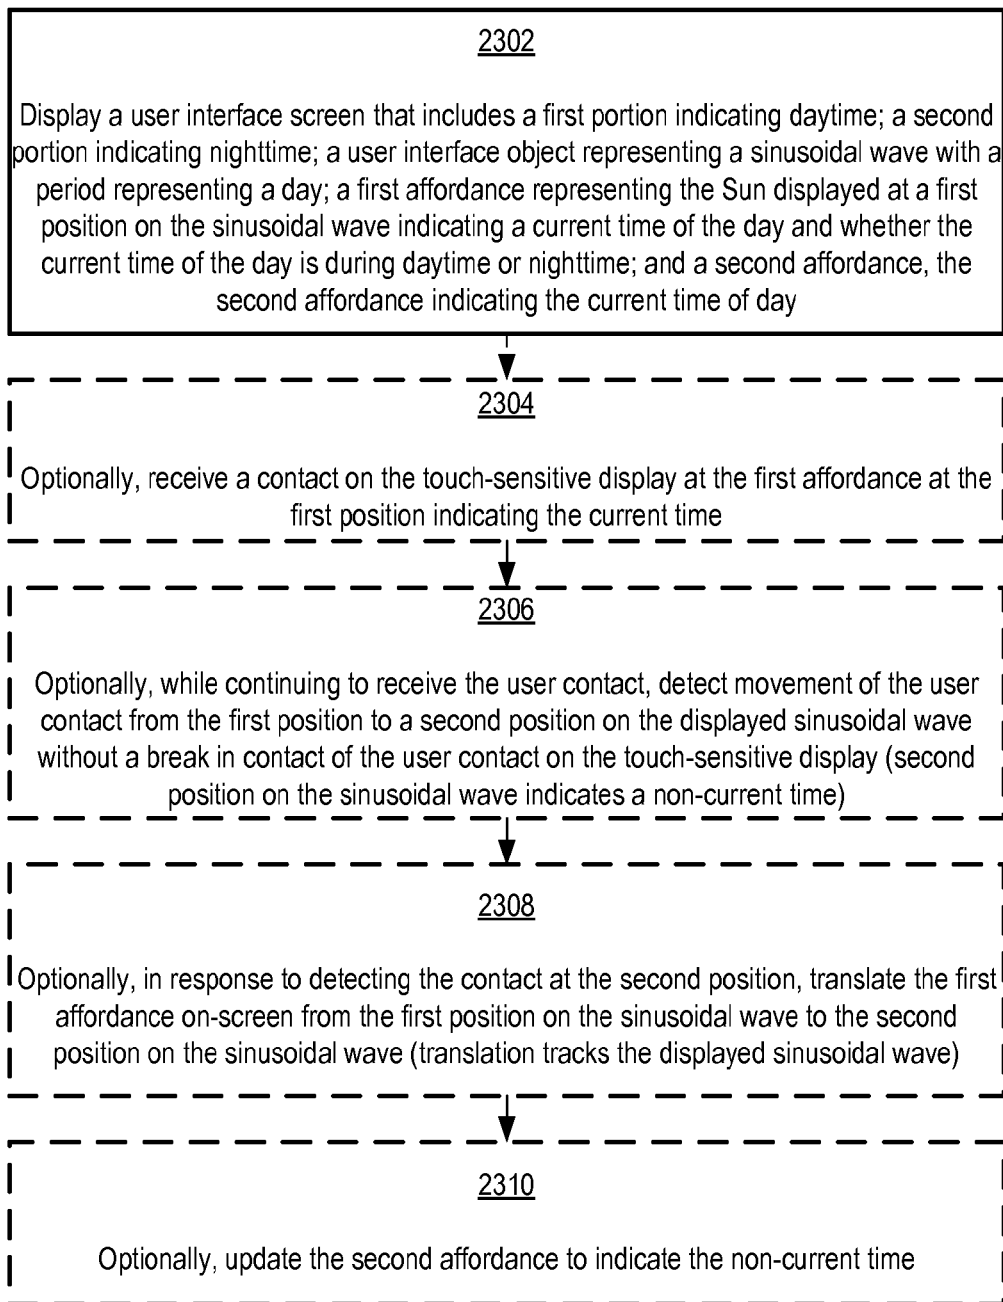 2302
Display a user interface screen that includes a first portion indicating daytime; a second
portion indicating nighttime; a user interface object representing a sinusoidal wave with a
period representing a day; a first affordance representing the Sun displayed at a first
position on the sinusoidal wave indicating a current time of the day and whether the
current time of the day is during daytime or nighttime; and a second affordance, the
second affordance indicating the current time of day
2304
Optionally, receive a contact on the touch-sensitive display at the first affordance at the
first position indicating the current time
2306
Optionally, while continuing to receive the user contact, detect movement of the user
contact from the first position to a second position on the displayed sinusoidal wave
without a break in contact of the user contact on the touch-sensitive display (second
position on the sinusoidal wave indicates a non-current time)
2308
Optionally, in response to detecting the contact at the second position, translate the first
affordance on-screen from the first position on the sinusoidal wave to the second
position on the sinusoidal wave (translation tracks the displayed sinusoidal wave)
2310
Optionally, update the second affordance to indicate the non-current time